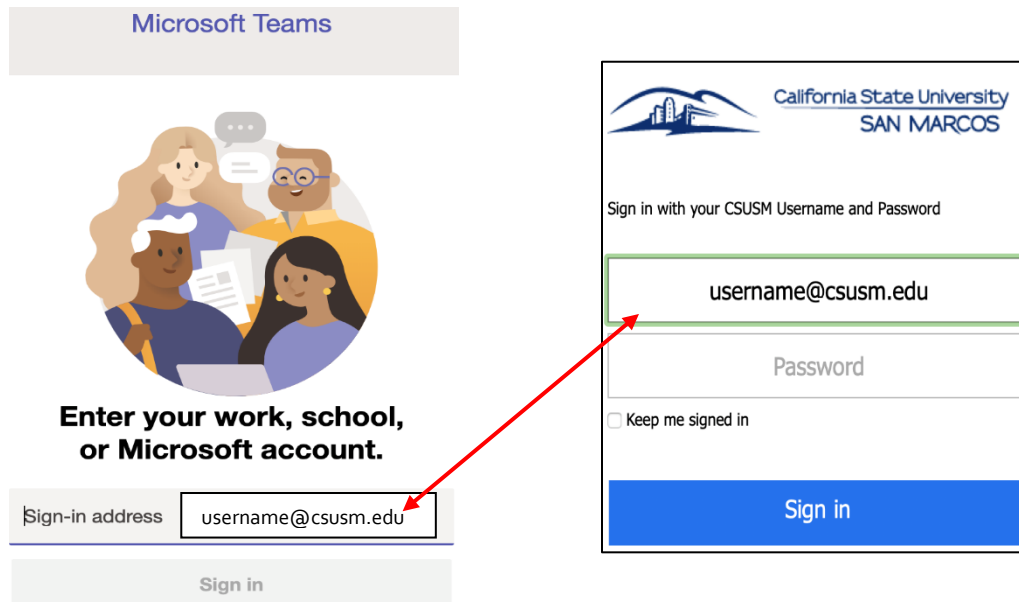 Microsoft Teams
Enter your work, school,
or Microsoft account.
Sign-in address
username@csusm.edu
Sign in
California State University
SAN MARCOS
Sign in with your CSUSM Username and Password
username@csusm.edu
Password
Keep me signed in
Sign in